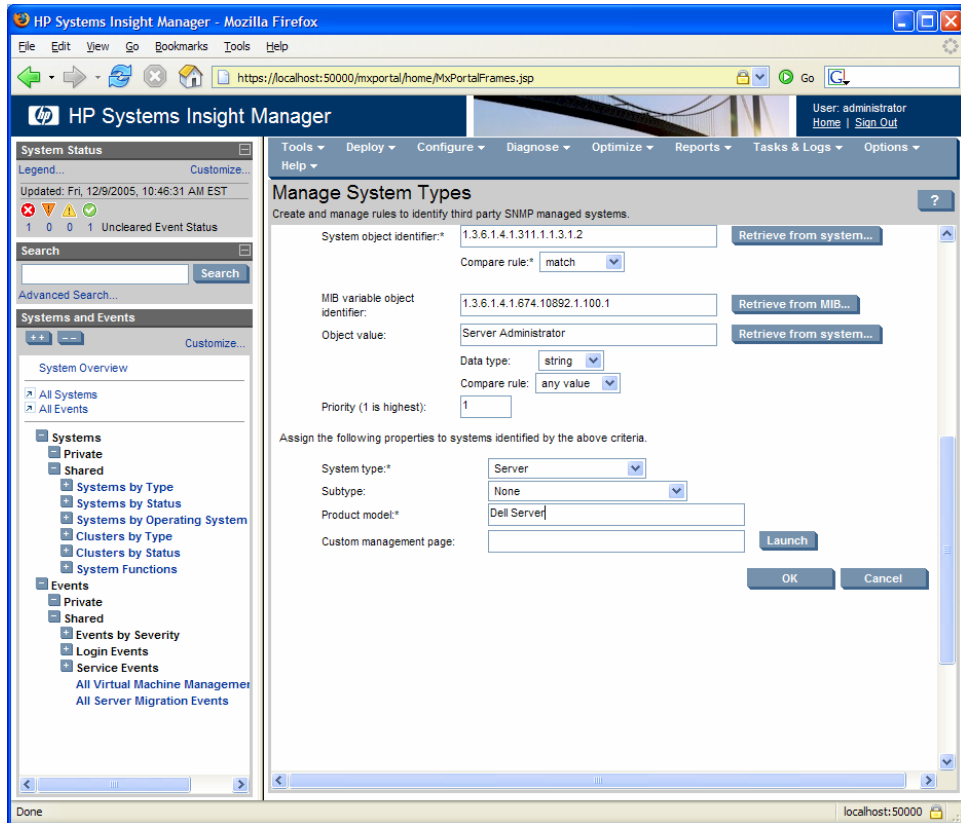 HP Systems Insight Manager - Mozilla Firefox
File Edit View Go Bookmarks Tools Help
https://localhost:50000/mxportal/home/MxPortalFrames.jsp
Go
G
hp HP Systems Insight Manager
User: administrator
Home | Sign Out
System Status
Legend... Customize...
Updated: Fri, 12/9/2005, 10:46:31 AM EST
1 0 0 1 Uncleared Event Status
Search
Search
Advanced Search...
Systems and Events
++ --
Customize...
System Overview
All Systems
All Events
Systems
Private
Shared
Systems by Type
Systems by Status
Systems by Operating System
Clusters by Type
Clusters by Status
System Functions
Events
Private
Shared
Events by Severity
Login Events
Service Events
All Virtual Machine Managemer
All Server Migration Events
Tools Deploy Configure Diagnose Optimize Reports Tasks & Logs Options
Help
Manage System Types
?
Create and manage rules to identify third party SNMP managed systems.
System object identifier:* 1.3.6.1.4.1.311.1.1.3.1.2 Retrieve from system...
Compare rule:* match
MIB variable object
identifier: 1.3.6.1.4.1.674.10892.1.100.1 Retrieve from MIB...
Object value: Server Administrator Retrieve from system...
Data type: string
Compare rule: any value
Priority (1 is highest): 1
Assign the following properties to systems identified by the above criteria.
System type:* Server
Subtype: None
Product model:* Dell Server
Custom management page: Launch
OK Cancel
Done
localhost:50000